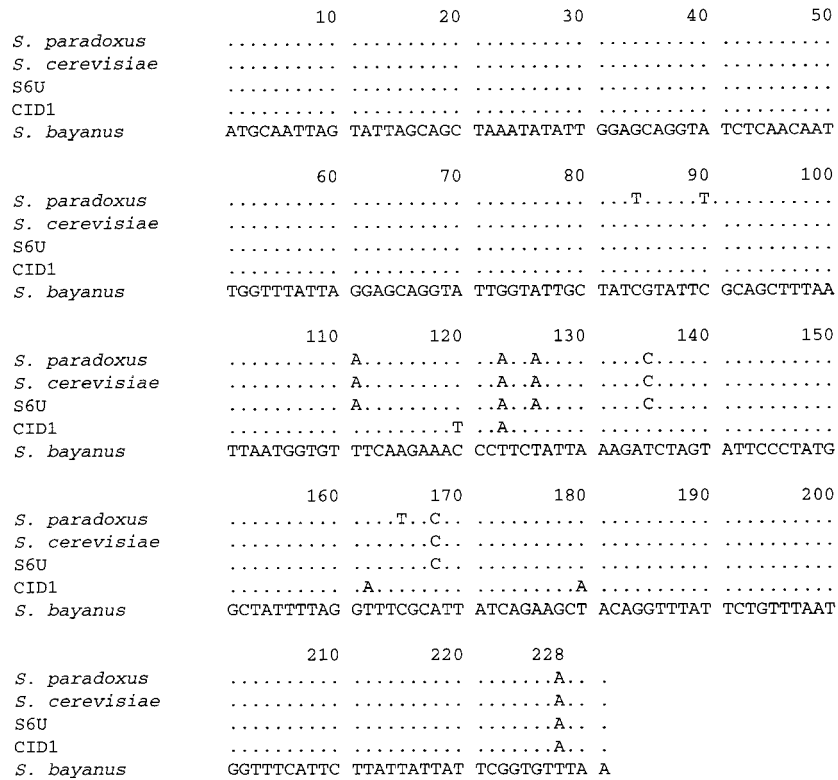 10 20 30 40 50
S. paradoxus .......... .......... .......... .......... ..........
S. cerevisiae .......... .......... .......... .......... ..........
S6U .......... .......... .......... .......... ..........
CID1 .......... .......... .......... .......... ..........
S. bayanus ATGCAATTAG TATTAGCAGC TAAATATATT GGAGCAGGTA TCTCAACAAT
60 70 80 90 100
S. paradoxus .......... .......... .......... ...T.....T ..........
S. cerevisiae .......... .......... .......... .......... ..........
S6U .......... .......... .......... .......... ..........
CID1 .......... .......... .......... .......... ..........
S. bayanus TGGTTTATTA GGAGCAGGTA TTGGTATTGC TATCGTATTC GCAGCTTTAA
110 120 130 140 150
S. paradoxus .......... A......... ..A..A.... ....C..... ..........
S. cerevisiae .......... A......... ..A..A.... ....C..... ..........
S6U .......... A......... ..A..A.... ....C..... ..........
CID1 .......... .........T ..A....... .......... ..........
S. bayanus TTAATGGTGT TTCAAGAAAC CCTTCTATTA AAGATCTAGT ATTCCCTATG
160 170 180 190 200
S. paradoxus .......... ....T..C.. .......... .......... ..........
S. cerevisiae .......... .......C.. .......... .......... ..........
S6U .......... .......C.. .......... .......... ..........
CID1 .......... .A........ .........A .......... ..........
S. bayanus GCTATTTTAG GTTTCGCATT ATCAGAAGCT ACAGGTTTAT TCTGTTTAAT
210 220 228
S. paradoxus .......... .......... .......A.. .
S. cerevisiae .......... .......... .......A.. .
S6U .......... .......... .......A.. .
CID1 .......... .......... .......A.. .
S. bayanus GGTTTCATTC TTATTATTAT TCGGTGTTTA A